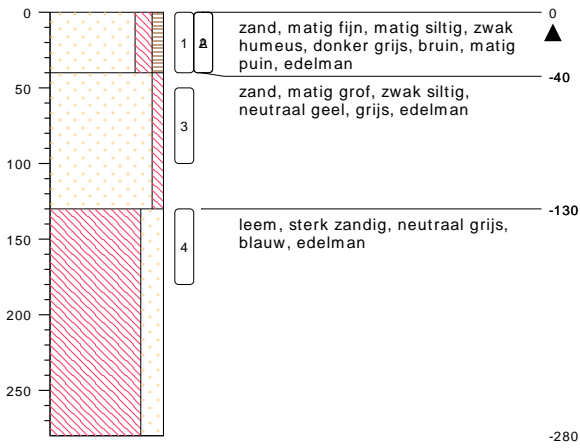 0
zand, matig fijn, matig siltig, zwak
humeus, donker grijs, bruin, matig
puin, edelman
0
1
-40
50
zand, matig grof, zwak siltig,
neutraal geel, grijs, edelman
3
100
-130
leem, sterk zandig, neutraal grijs,
blauw, edelman
150
4
200
250
-280